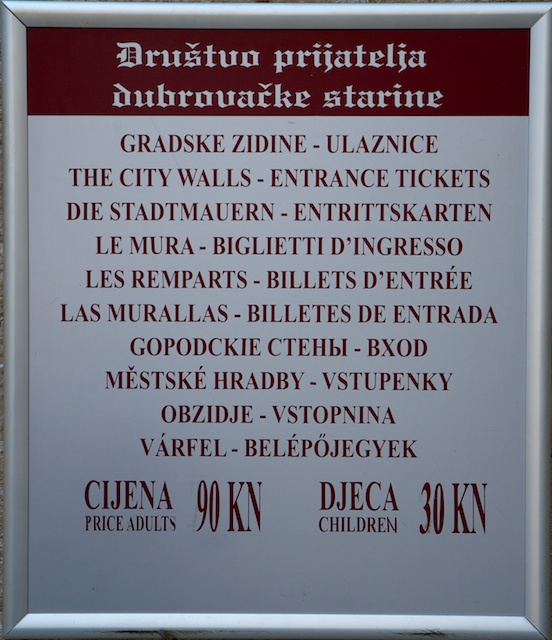 Društvo prijatelja
dubrovačke starine
GRADSKE ZIDINE - ULAZNICE
THE CITY WALLS - ENTRANCE TICKETS
DIE STADTMAUERN - ENTRITTSKARTEN
LE MURA - BIGLIETTI D'INGRESSO
LES REMPARTS - BILLETS D'ENTRÉE
LAS MURALLAS - BILLETES DE ENTRADA
ГОРОДСКІЕ СТЕНЫ - ВХОD
MĚSTSKÉ HRADBY - VSTUPENKY
OBZIDJE - VSTOPNINA
VÁRFEL - BELÉPŐJEGYEK
CIJENA 90 KN DJECA 30 KN
PRICE ADULTS CHILDREN